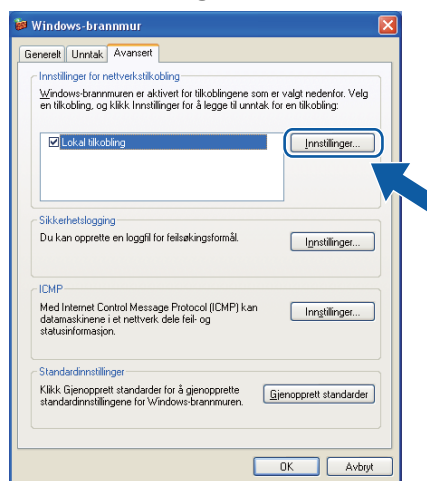 Windows-brannmur
Generelt Unntak Avansert
Innstillinger for nettverkstilkobling
Windows-brannmuren er aktivert for tilkoblingene som er valgt nedenfor. Velg
en tilkobling, og klikk Innstillinger for å legge til unntak for en tilkobling:
Lokal tilkobling
Innstillinger...
Sikkerhetslogging
Du kan opprette en loggfil for feilsøkingsformål.
Innstillinger...
ICMP
Med Internet Control Message Protocol (ICMP) kan
datamaskinene i et nettverk dele feil- og
statusinformasjon.
Innstillinger...
Standardinnstillinger
Klikk Gjenopprett standarder for å gjenopprette
standardinnstillingene for Windows-brannmuren.
Gjenopprett standarder
OK Avbryt